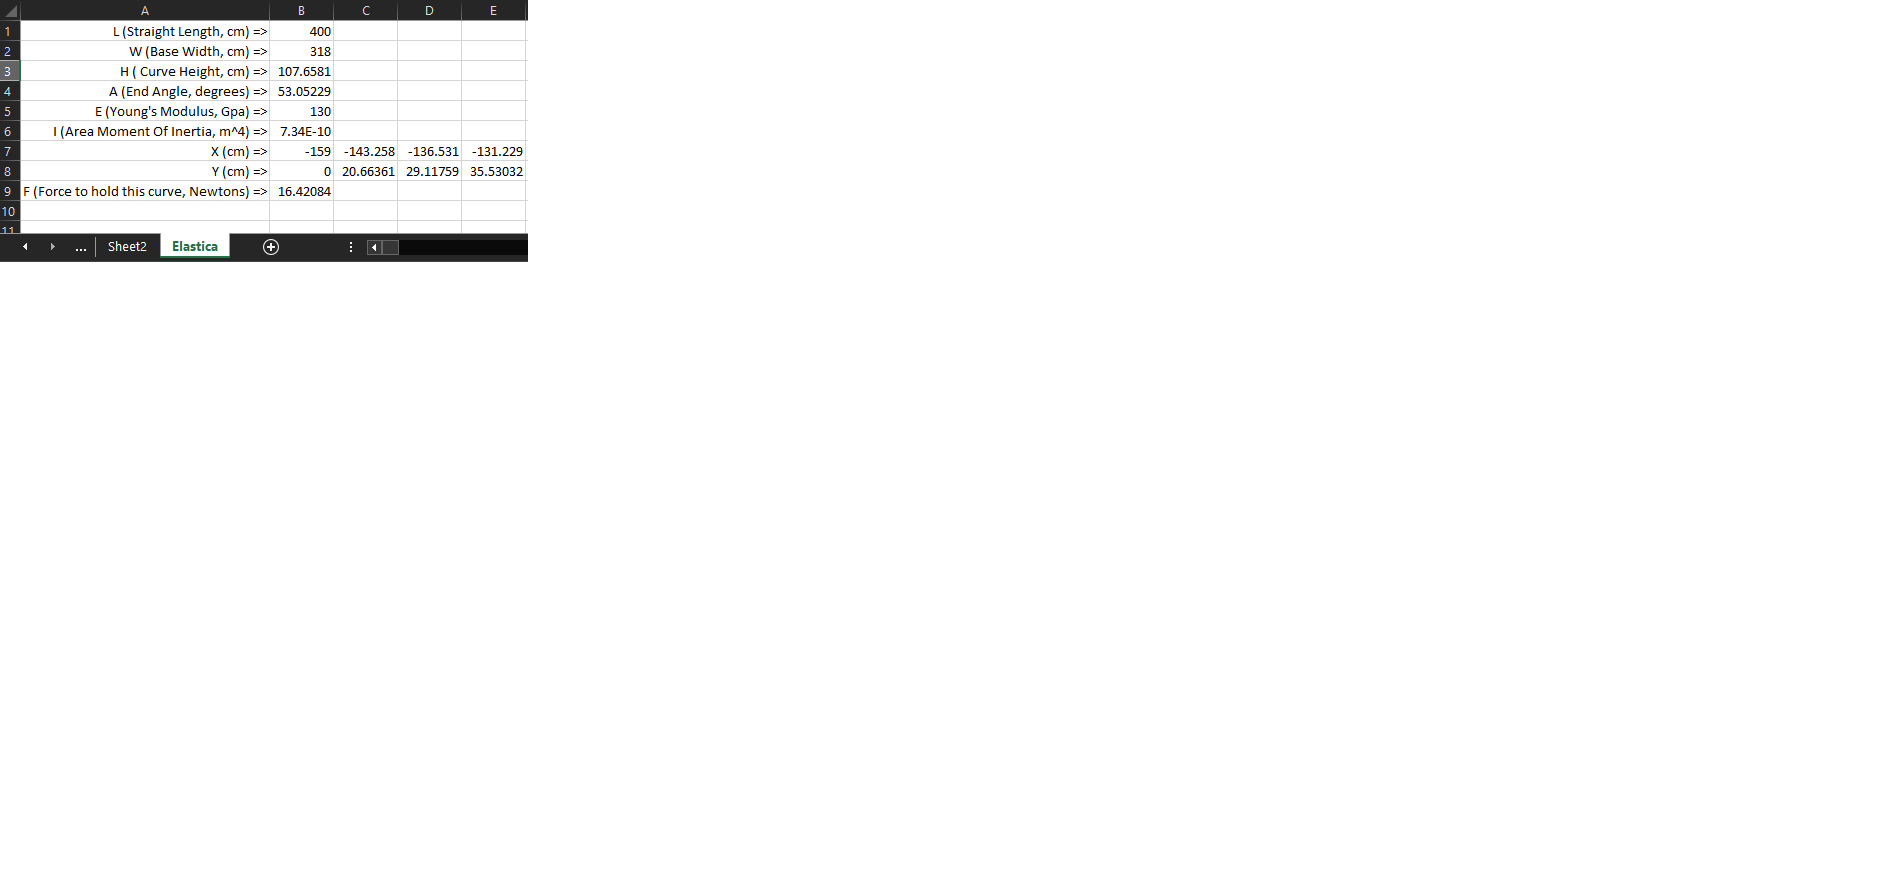 A B C D E
1 L (Straight Length, cm) => 400
2 W (Base Width, cm) => 318
3 H ( Curve Height, cm) => 107.6581
4 A (End Angle, degrees) => 53.05229
5 E (Young's Modulus, Gpa) => 130
6 I (Area Moment Of Inertia, m^4) => 7.34E-10
7 X (cm) => -159 -143.258 -136.531 -131.229
8 Y (cm) => 0 20.66361 29.11759 35.53032
9 F (Force to hold this curve, Newtons) => 16.42084
10
11
... Sheet2 Elastica